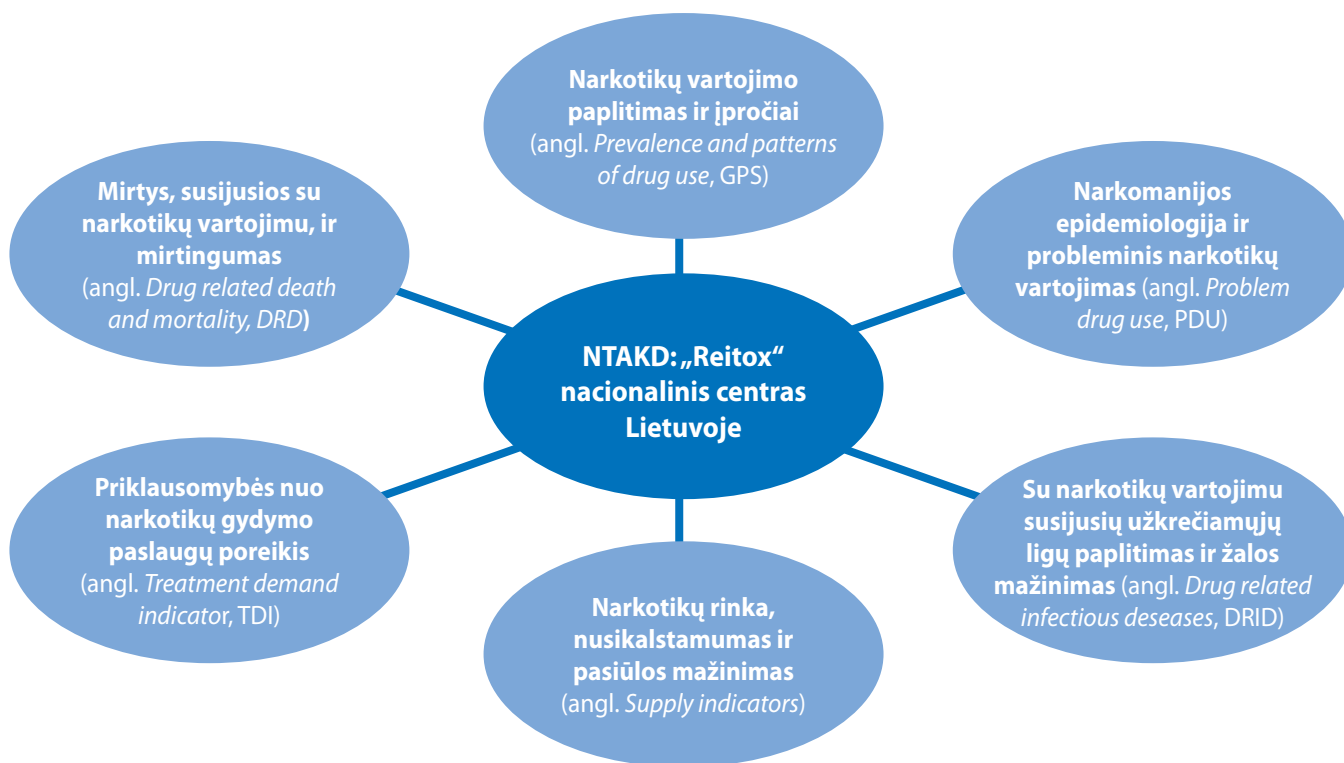 Narkotikų vartojimo
paplitimas ir įpročiai
(angl. Prevalence and patterns
of drug use, GPS)
Mirtys, susijusios su
narkotikų vartojimu, ir
mirtingumas
(angl. Drug related death
and mortality, DRD)
Narkomanijos
epidemiologija ir
probleminis narkotikų
vartojimas (angl. Problem
drug use, PDU)
NTAKD: „Reitox“
nacionalinis centras
Lietuvoje
Priklausomybės nuo
narkotikų gydymo
paslaugų poreikis
(angl. Treatment demand
indicator, TDI)
Su narkotikų vartojimu
susijusių užkrečiamųjų
ligų paplitimas ir žalos
mažinimas (angl. Drug related
infectious deseases, DRID)
Narkotikų rinka,
nusikalstamumas ir
pasiūlos mažinimas
(angl. Supply indicators)